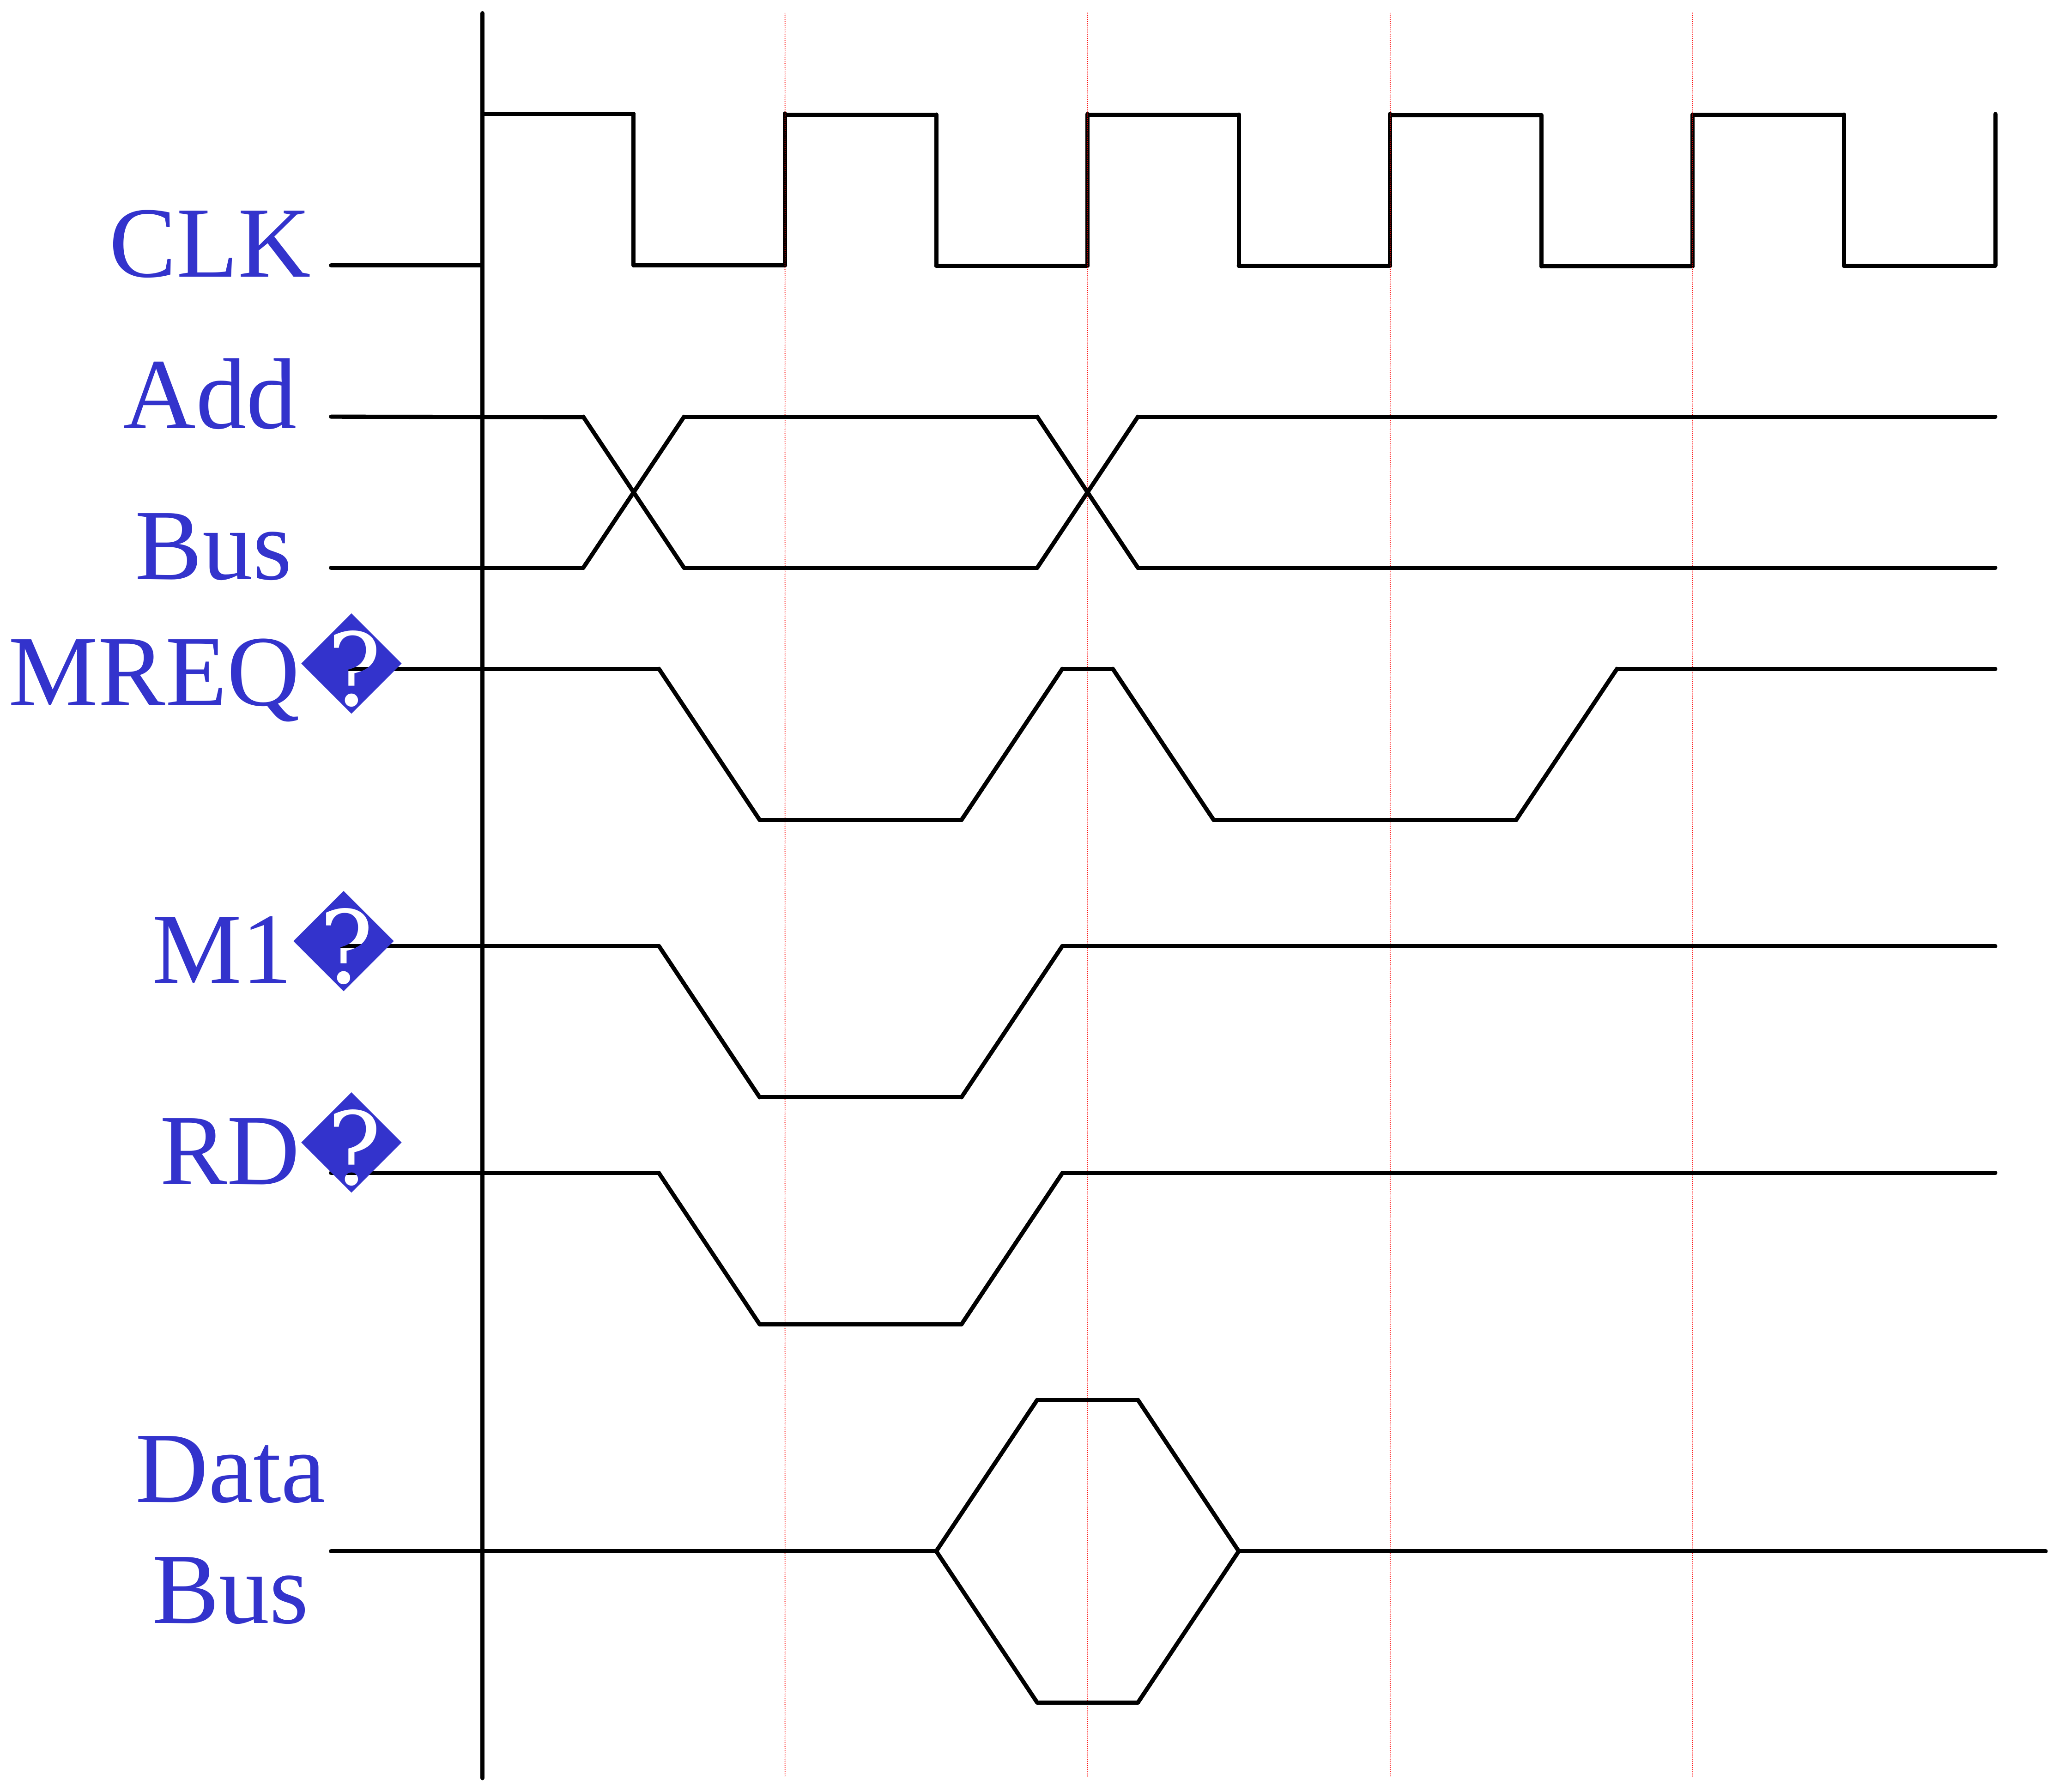 CLK
Add
Bus
MREQ�
M1�
RD�
Data
Bus